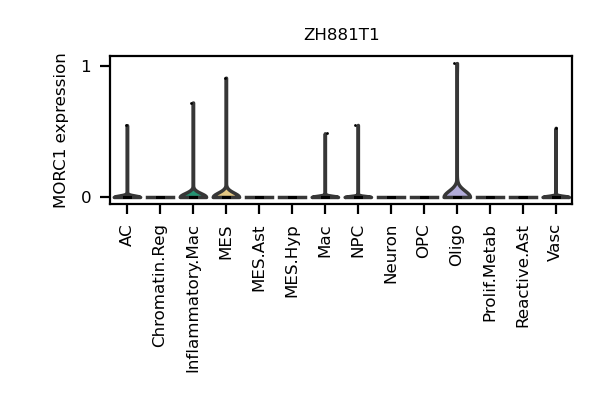 ZH881T1
MORC1 expression
1
0
AC
Chromatin.Reg
Inflammatory.Mac
MES
MES.Ast
MES.Hyp
Mac
NPC
Neuron
OPC
Oligo
Prolif.Metab
Reactive.Ast
Vasc